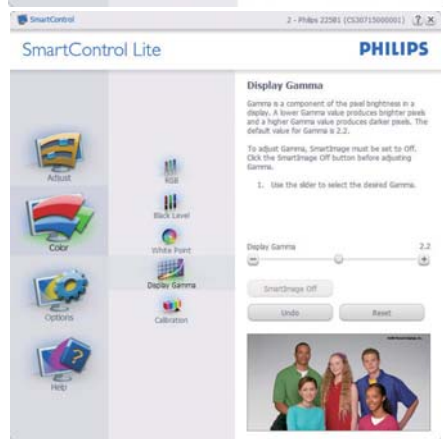 SmartControl
2 - Philips 225B1 (CS30715000001)
SmartControl Lite
PHILIPS
Adjust
Color
Options
Help
RGB
Black Level
White Point
Display Gamma
Calibration
Display Gamma
Gamma is a component of the pixel brightness in a
display. A lower Gamma value produces brighter pixels
and a higher Gamma value produces darker pixels. The
default value for Gamma is 2.2.
To adjust Gamma, SmartImage must be set to Off.
Click the SmartImage Off button before adjusting
Gamma.
1. Use the slider to select the desired Gamma.
Display Gamma 2.2
SmartImage Off
Undo Reset